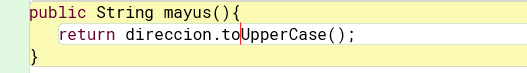 public String mayus(){
return direccion.toUpperCase();
}